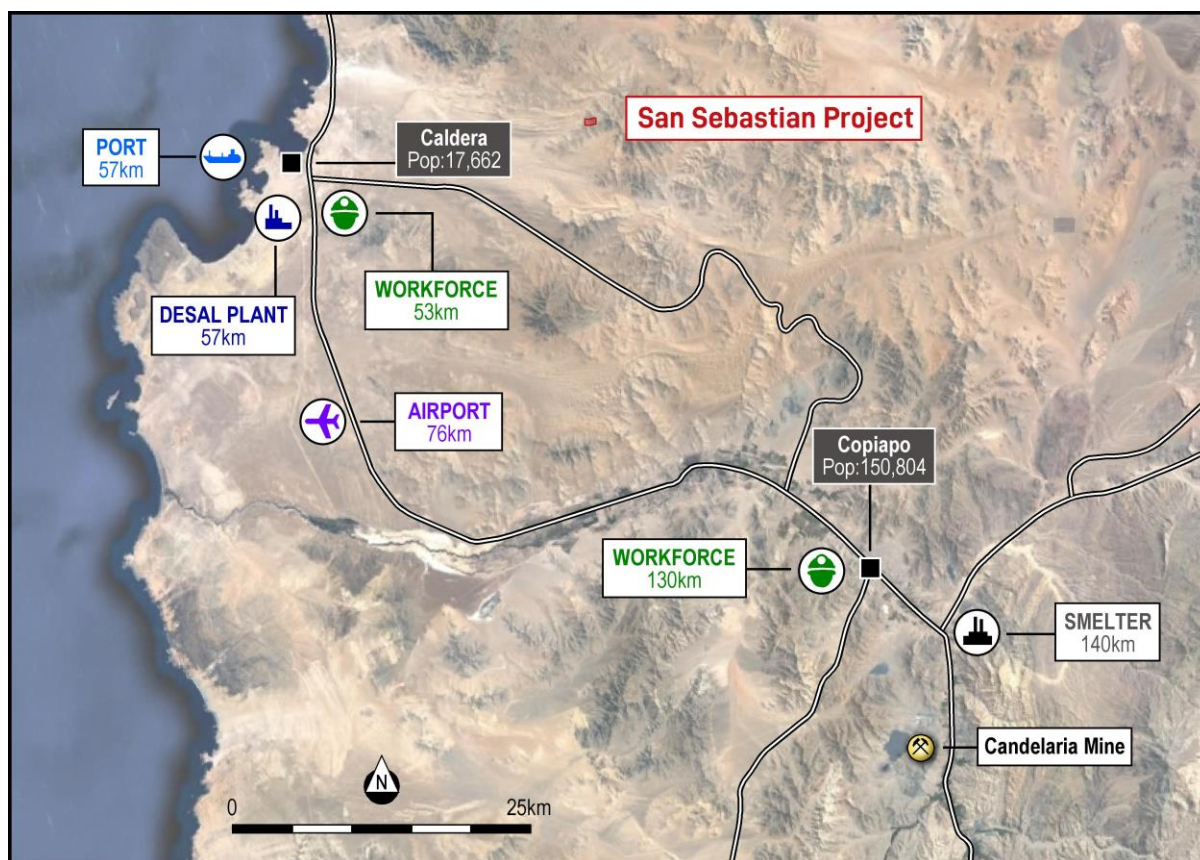 San Sebastian Project
PORT
57km
Caldera
Pop:17,662
WORKFORCE
53km
DESAL PLANT
57km
AIRPORT
76km
Copiapo
Pop:150,804
WORKFORCE
130km
SMELTER
140km
Candelaria Mine
N
0
25km